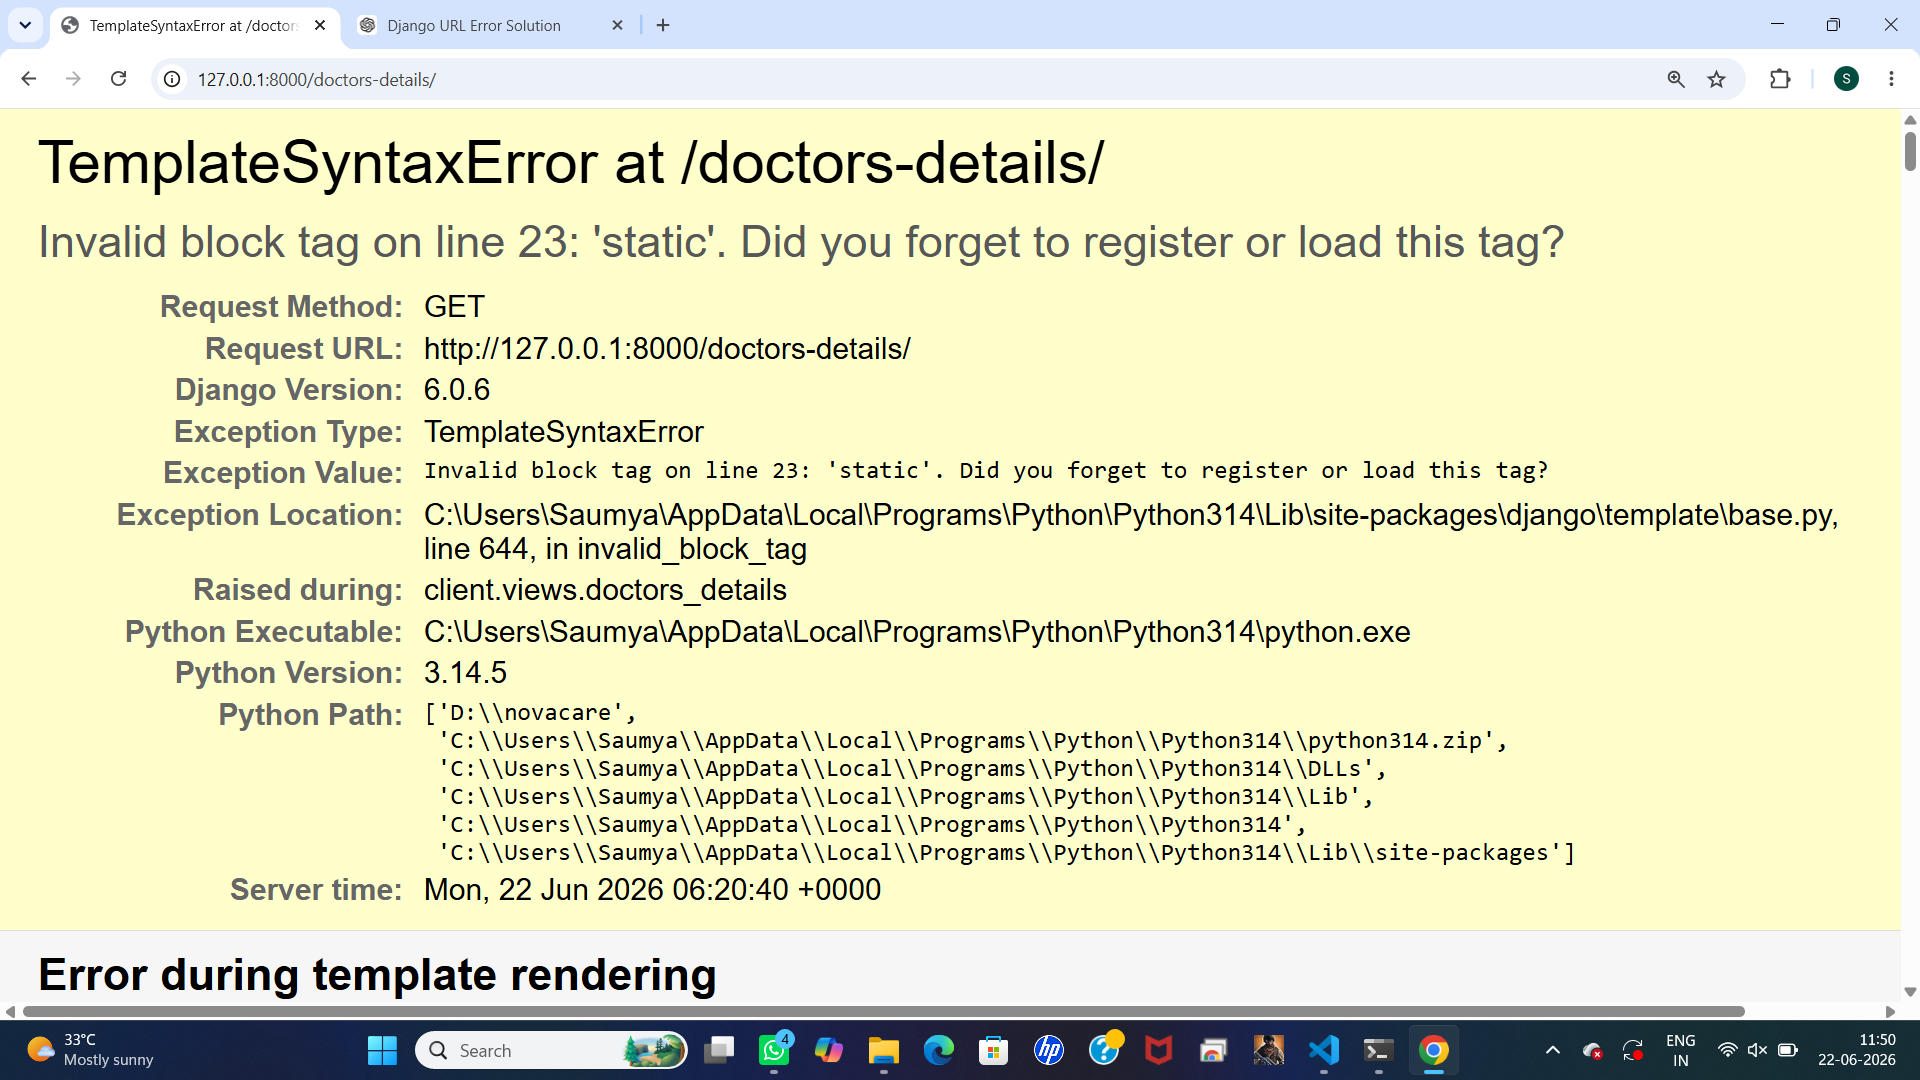 TemplateSyntaxError at /doctors
Django URL Error Solution
127.0.0.1:8000/doctors-details/
S
TemplateSyntaxError at /doctors-details/
Invalid block tag on line 23: 'static'. Did you forget to register or load this tag?
Request Method: GET
Request URL: http://127.0.0.1:8000/doctors-details/
Django Version: 6.0.6
Exception Type: TemplateSyntaxError
Exception Value: Invalid block tag on line 23: 'static'. Did you forget to register or load this tag?
Exception Location: C:\Users\Saumya\AppData\Local\Programs\Python\Python314\Lib\site-packages\django\template\base.py,
line 644, in invalid_block_tag
Raised during: client.views.doctors_details
Python Executable: C:\Users\Saumya\AppData\Local\Programs\Python\Python314\python.exe
Python Version: 3.14.5
Python Path: ['D:\\novacare',
'C:\\Users\\Saumya\\AppData\\Local\\Programs\\Python\\Python314\\python314.zip',
'C:\\Users\\Saumya\\AppData\\Local\\Programs\\Python\\Python314\\DLLs',
'C:\\Users\\Saumya\\AppData\\Local\\Programs\\Python\\Python314\\Lib',
'C:\\Users\\Saumya\\AppData\\Local\\Programs\\Python\\Python314',
'C:\\Users\\Saumya\\AppData\\Local\\Programs\\Python\\Python314\\Lib\\site-packages']
Server time: Mon, 22 Jun 2026 06:20:40 +0000
Error during template rendering
33°C
Mostly sunny
Search
4
hp
ENG
IN
11:50
22-06-2026